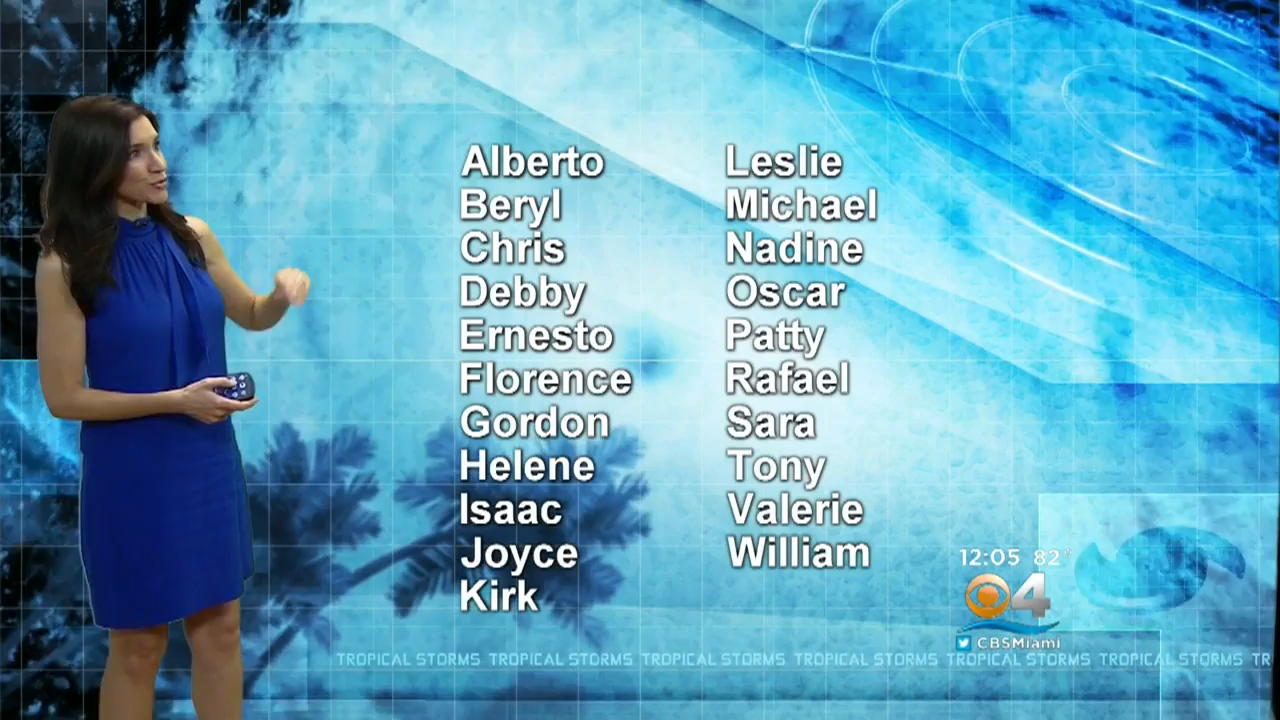 Alberto
Beryl
Chris
Debby
Ernesto
Florence
Gordon
Helene
Isaac
Joyce
Kirk
Leslie
Michael
Nadine
Oscar
Patty
Rafael
Sara
Tony
Valerie
William
12:05 82°
4
CBSMiami
TROPICAL STORMS TROPICAL STORMS TROPICAL STORMS TROPICAL STORMS TROPICAL STORMS TROPICAL STORMS TR